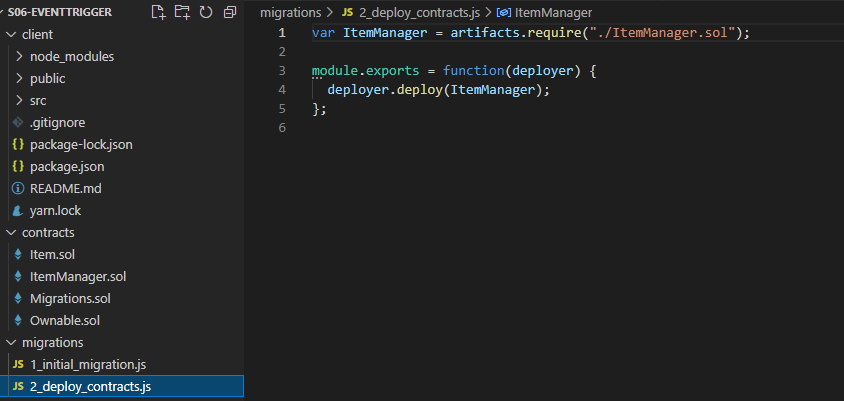 S06-EVENTTRIGGER
client
node_modules
public
src
.gitignore
package-lock.json
package.json
README.md
yarn.lock
contracts
Item.sol
ItemManager.sol
Migrations.sol
Ownable.sol
migrations
JS 1_initial_migration.js
JS 2_deploy_contracts.js
migrations > JS 2_deploy_contracts.js > ItemManager
1 var ItemManager = artifacts.require("./ItemManager.sol");
2
3 module.exports = function(deployer) {
4 deployer.deploy(ItemManager);
5 };
6